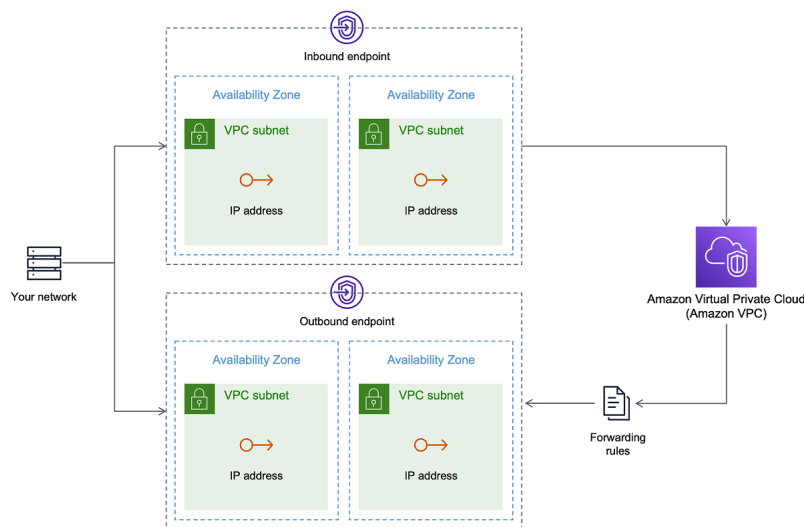 Inbound endpoint
Availability Zone
Availability Zone
VPC subnet
VPC subnet
IP address
IP address
Your network
Amazon Virtual Private Cloud
(Amazon VPC)
Outbound endpoint
Availability Zone
Availability Zone
VPC subnet
VPC subnet
IP address
IP address
Forwarding
rules